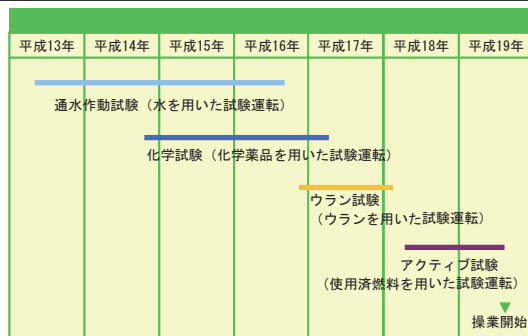 平成13年 平成14年 平成15年 平成16年 平成17年 平成18年 平成19年
通水作動試験（水を用いた試験運転）
化学試験（化学薬品を用いた試験運転）
ウラン試験
（ウランを用いた試験運転）
アクティブ試験
（使用済燃料を用いた試験運転）
操業開始